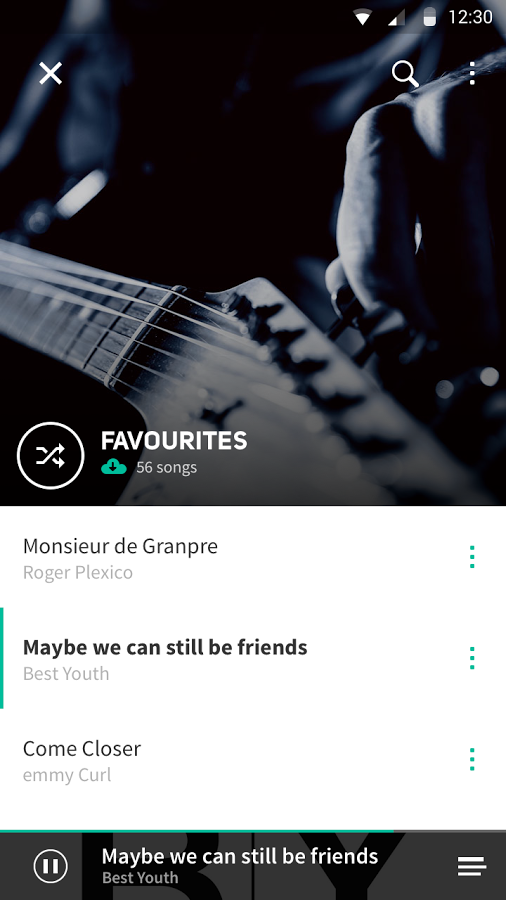 12:30
FAVOURITES
56 songs
Monsieur de Granpre
Roger Plexico
Maybe we can still be friends
Best Youth
Come Closer
emmy Curl
BY
Maybe we can still be friends
Best Youth